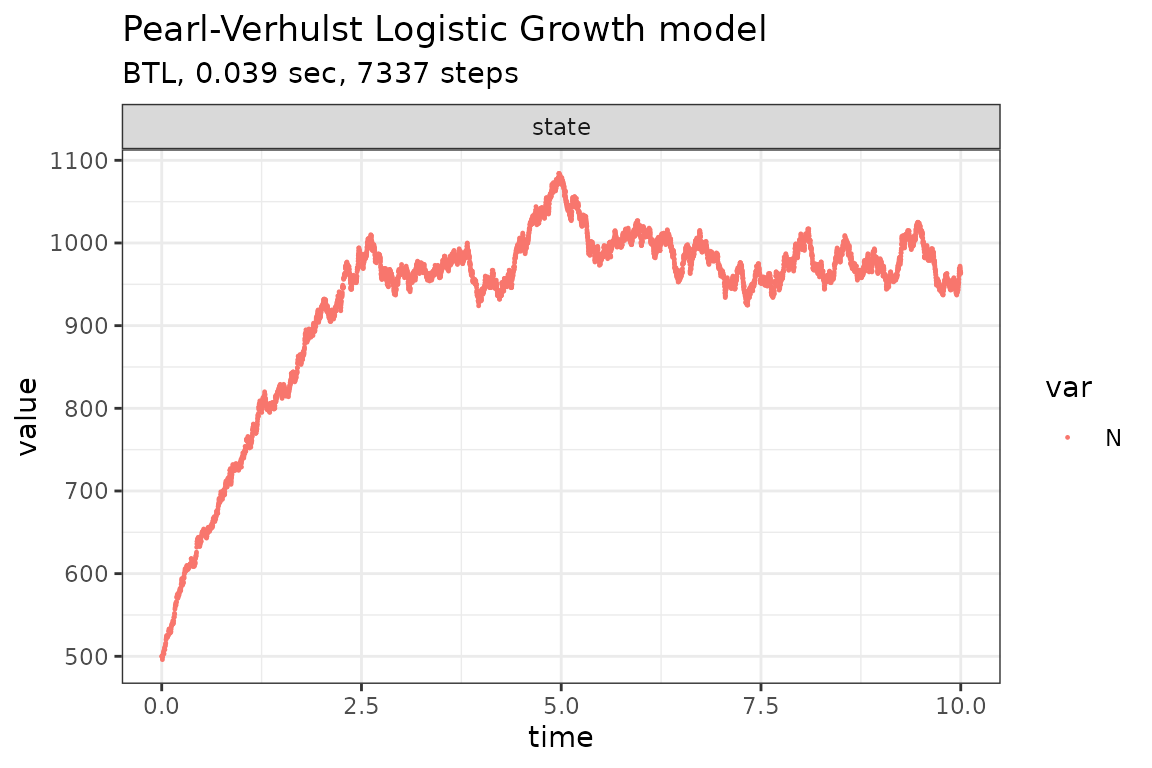 Pearl-Verhulst Logistic Growth model
BTL, 0.039 sec, 7337 steps
state
1100
1000
900
800
700
600
500
value
0.0 2.5 5.0 7.5 10.0
time
var
N